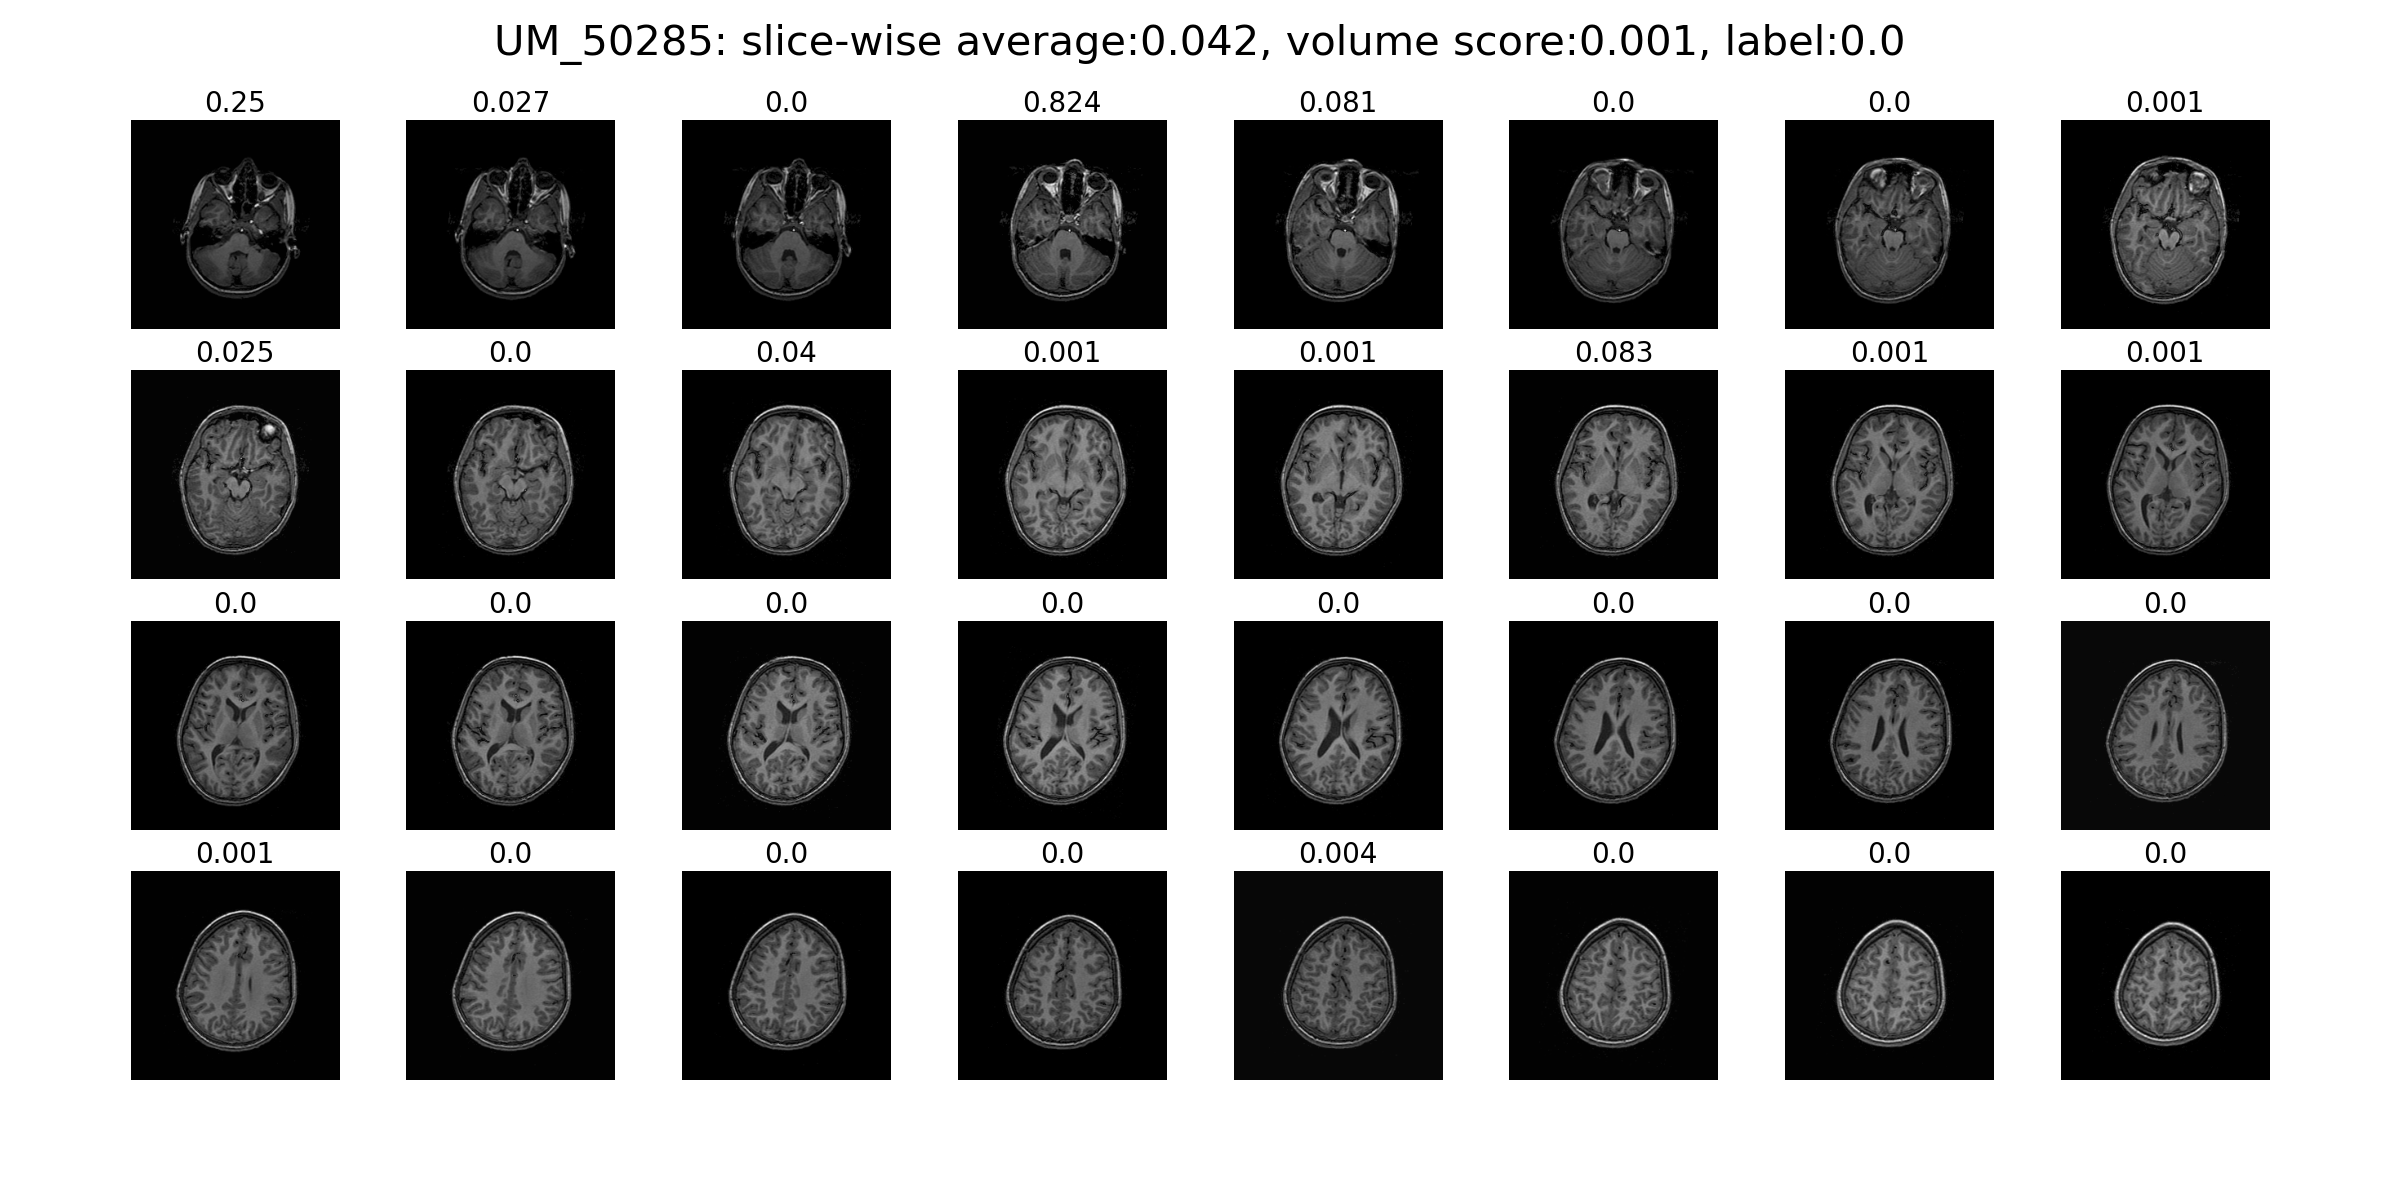 UM_50285: slice-wise average:0.042, volume score:0.001, label:0.0
0.25 0.027 0.0 0.824 0.081 0.0 0.0 0.001
0.025 0.0 0.04 0.001 0.001 0.083 0.001 0.001
0.0 0.0 0.0 0.0 0.0 0.0 0.0 0.0
0.001 0.0 0.0 0.0 0.004 0.0 0.0 0.0